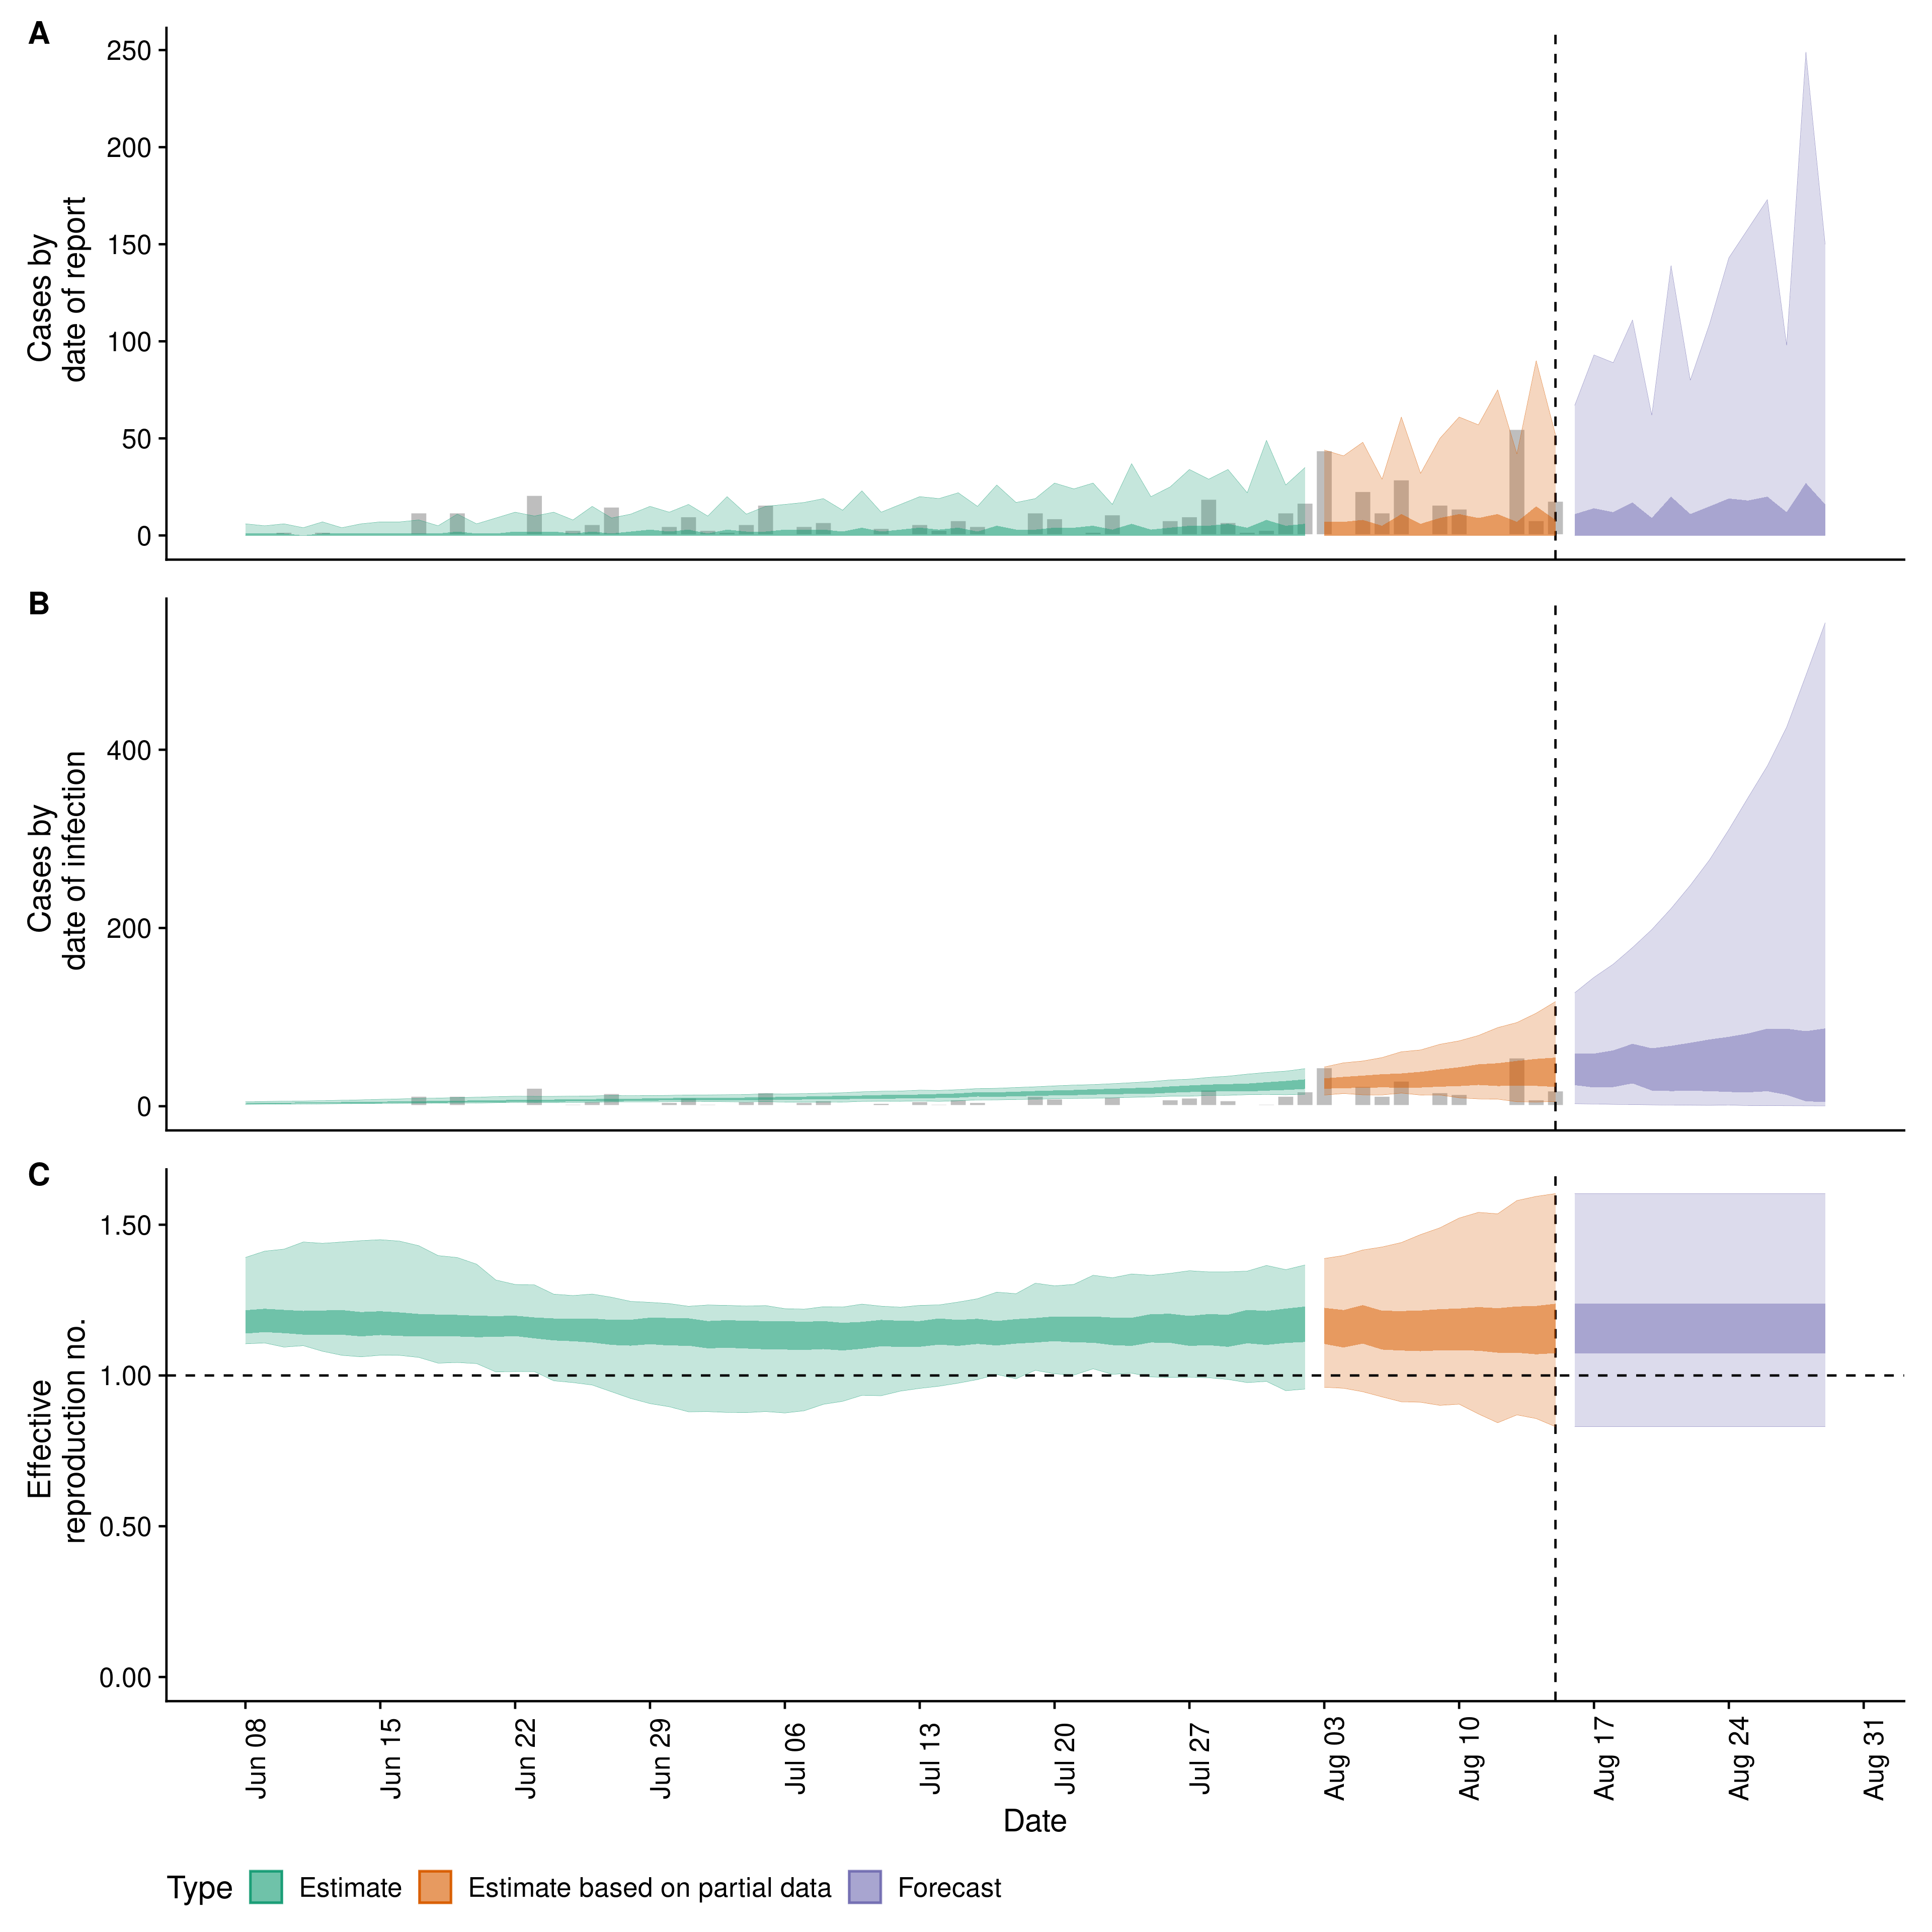 A
250
200
150
100
50
0
Cases by
date of report
B
400
200
0
Cases by
date of infection
C
1.50
1.00
0.50
0.00
Effective
reproduction no.
Jun 08
Jun 15
Jun 22
Jun 29
Jul 06
Jul 13
Jul 20
Jul 27
Aug 03
Aug 10
Aug 17
Aug 24
Aug 31
Date
Type Estimate Estimate based on partial data Forecast